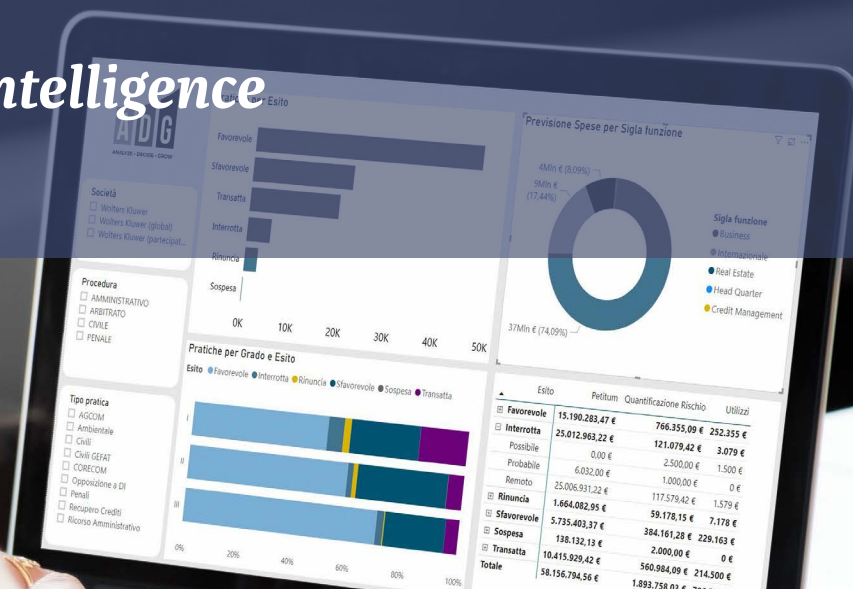 ntelligence
ADG
ANALYSE - DECIDE - GROW
Società
Wolters Kluwer
Wolters Kluwer (global)
Wolters Kluwer (partecipat...
Procedura
AMMINISTRATIVO
ARBITRATO
CIVILE
PENALE
Tipo pratica
AGCOM
Ambientale
Civili
Civili GEFAT
CORECOM
Opposizione a DI
Penali
Recupero Crediti
Ricorso Amministrativo
Pratiche per Esito
Favorevole
Sfavorevole
Transatta
Interrotta
Rinuncia
Sospesa
0K 10K 20K 30K 40K 50K
Previsione Spese per Sigla funzione
4Mln € (8,09%)
9Mln €
(17,44%)
37Mln € (74,09%)
Sigla funzione
Business
Internazionale
Real Estate
Head Quarter
Credit Management
Pratiche per Grado e Esito
Esito Favorevole Interrotta Rinuncia Sfavorevole Sospesa Transatta
I
II
III
0% 20% 40% 60% 80% 100%
Esito Petitum Quantificazione Rischio Utilizzi
Favorevole 15.190.283,47 € 766.355,09 € 252.355 €
Interrotta 25.012.963,22 € 121.079,42 € 3.079 €
Possibile 0,00 € 2.500,00 € 1.500 €
Probabile 6.032,00 € 1.000,00 € 0 €
Remoto 25.006.931,22 € 117.579,42 € 1.579 €
Rinuncia 1.664.082,95 € 59.178,15 € 7.178 €
Sfavorevole 5.735.403,37 € 384.161,28 € 229.163 €
Sospesa 138.132,13 € 2.000,00 € 0 €
Transatta 10.415.929,42 € 560.984,09 € 214.500 €
Totale 58.156.794,56 €